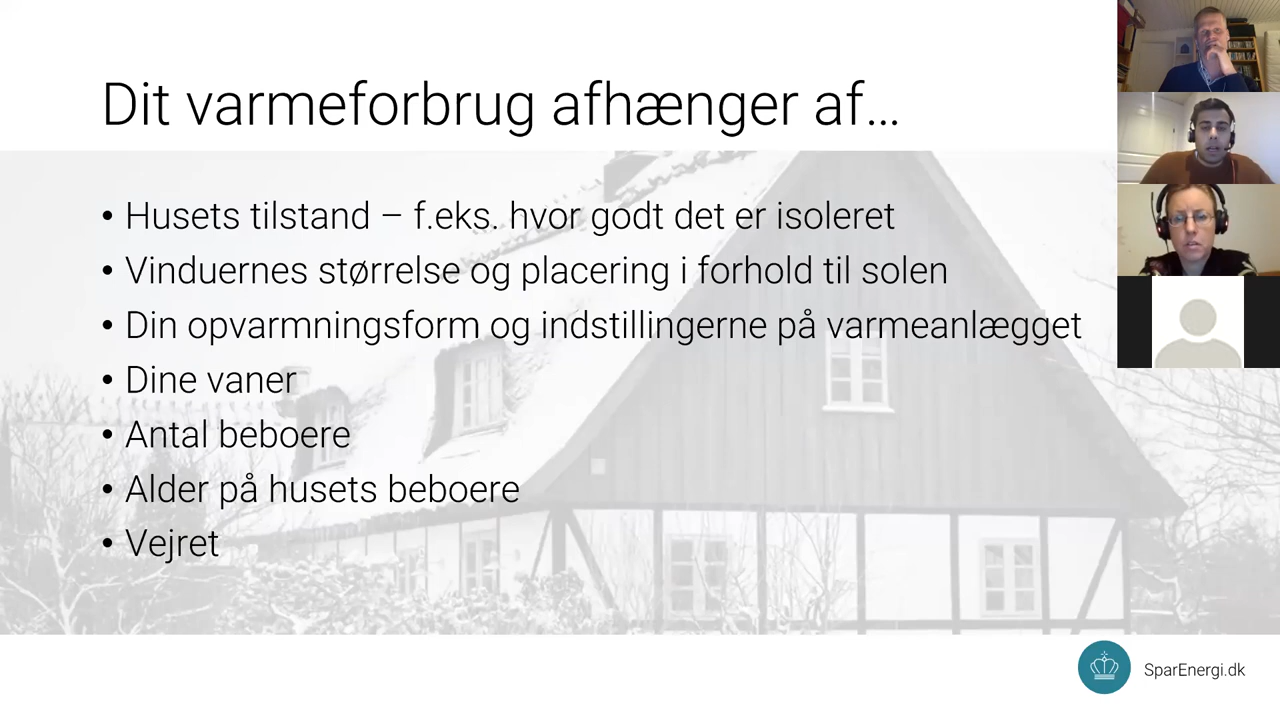 Dit varmeforbrug afhænger af...
• Husets tilstand – f.eks. hvor godt det er isoleret
• Vinduernes størrelse og placering i forhold til solen
• Din opvarmningsform og indstillingerne på varmeanlægget
• Dine vaner
• Antal beboere
• Alder på husets beboere
• Vejret
SparEnergi.dk